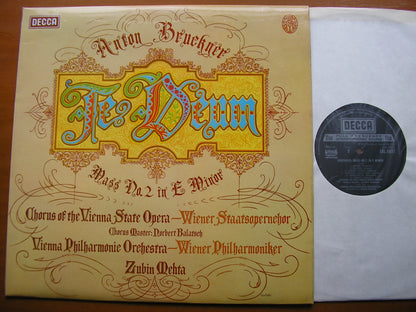 DECCA
Anton Bruckner
Te Deum
Mass No. 2 in E Minor
Chorus of the Vienna State Opera—Wiener Staatsopernchor
Chorus Master: Norbert Balatsch
Vienna Philharmonic Orchestra—Wiener Philharmoniker
Zubin Mehta
DECCA